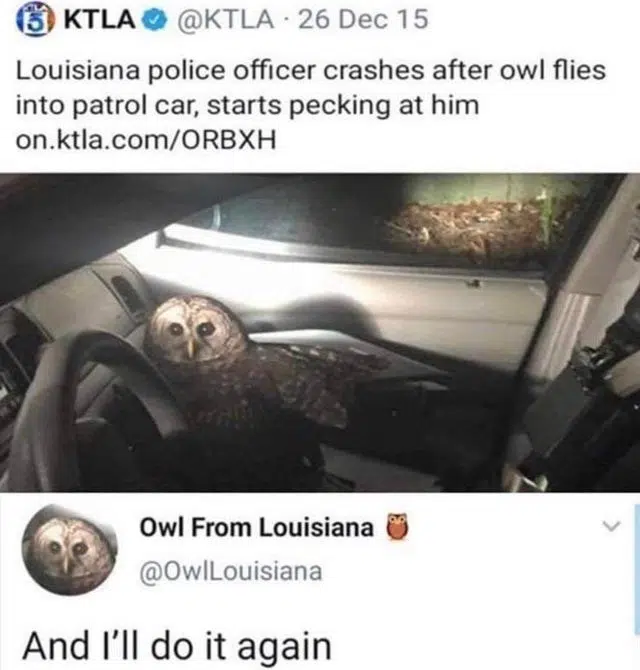 5 KTLA @KTLA · 26 Dec 15
Louisiana police officer crashes after owl flies
into patrol car, starts pecking at him
on.ktla.com/ORBXH
Owl From Louisiana 🦉
@OwlLouisiana
And I'll do it again